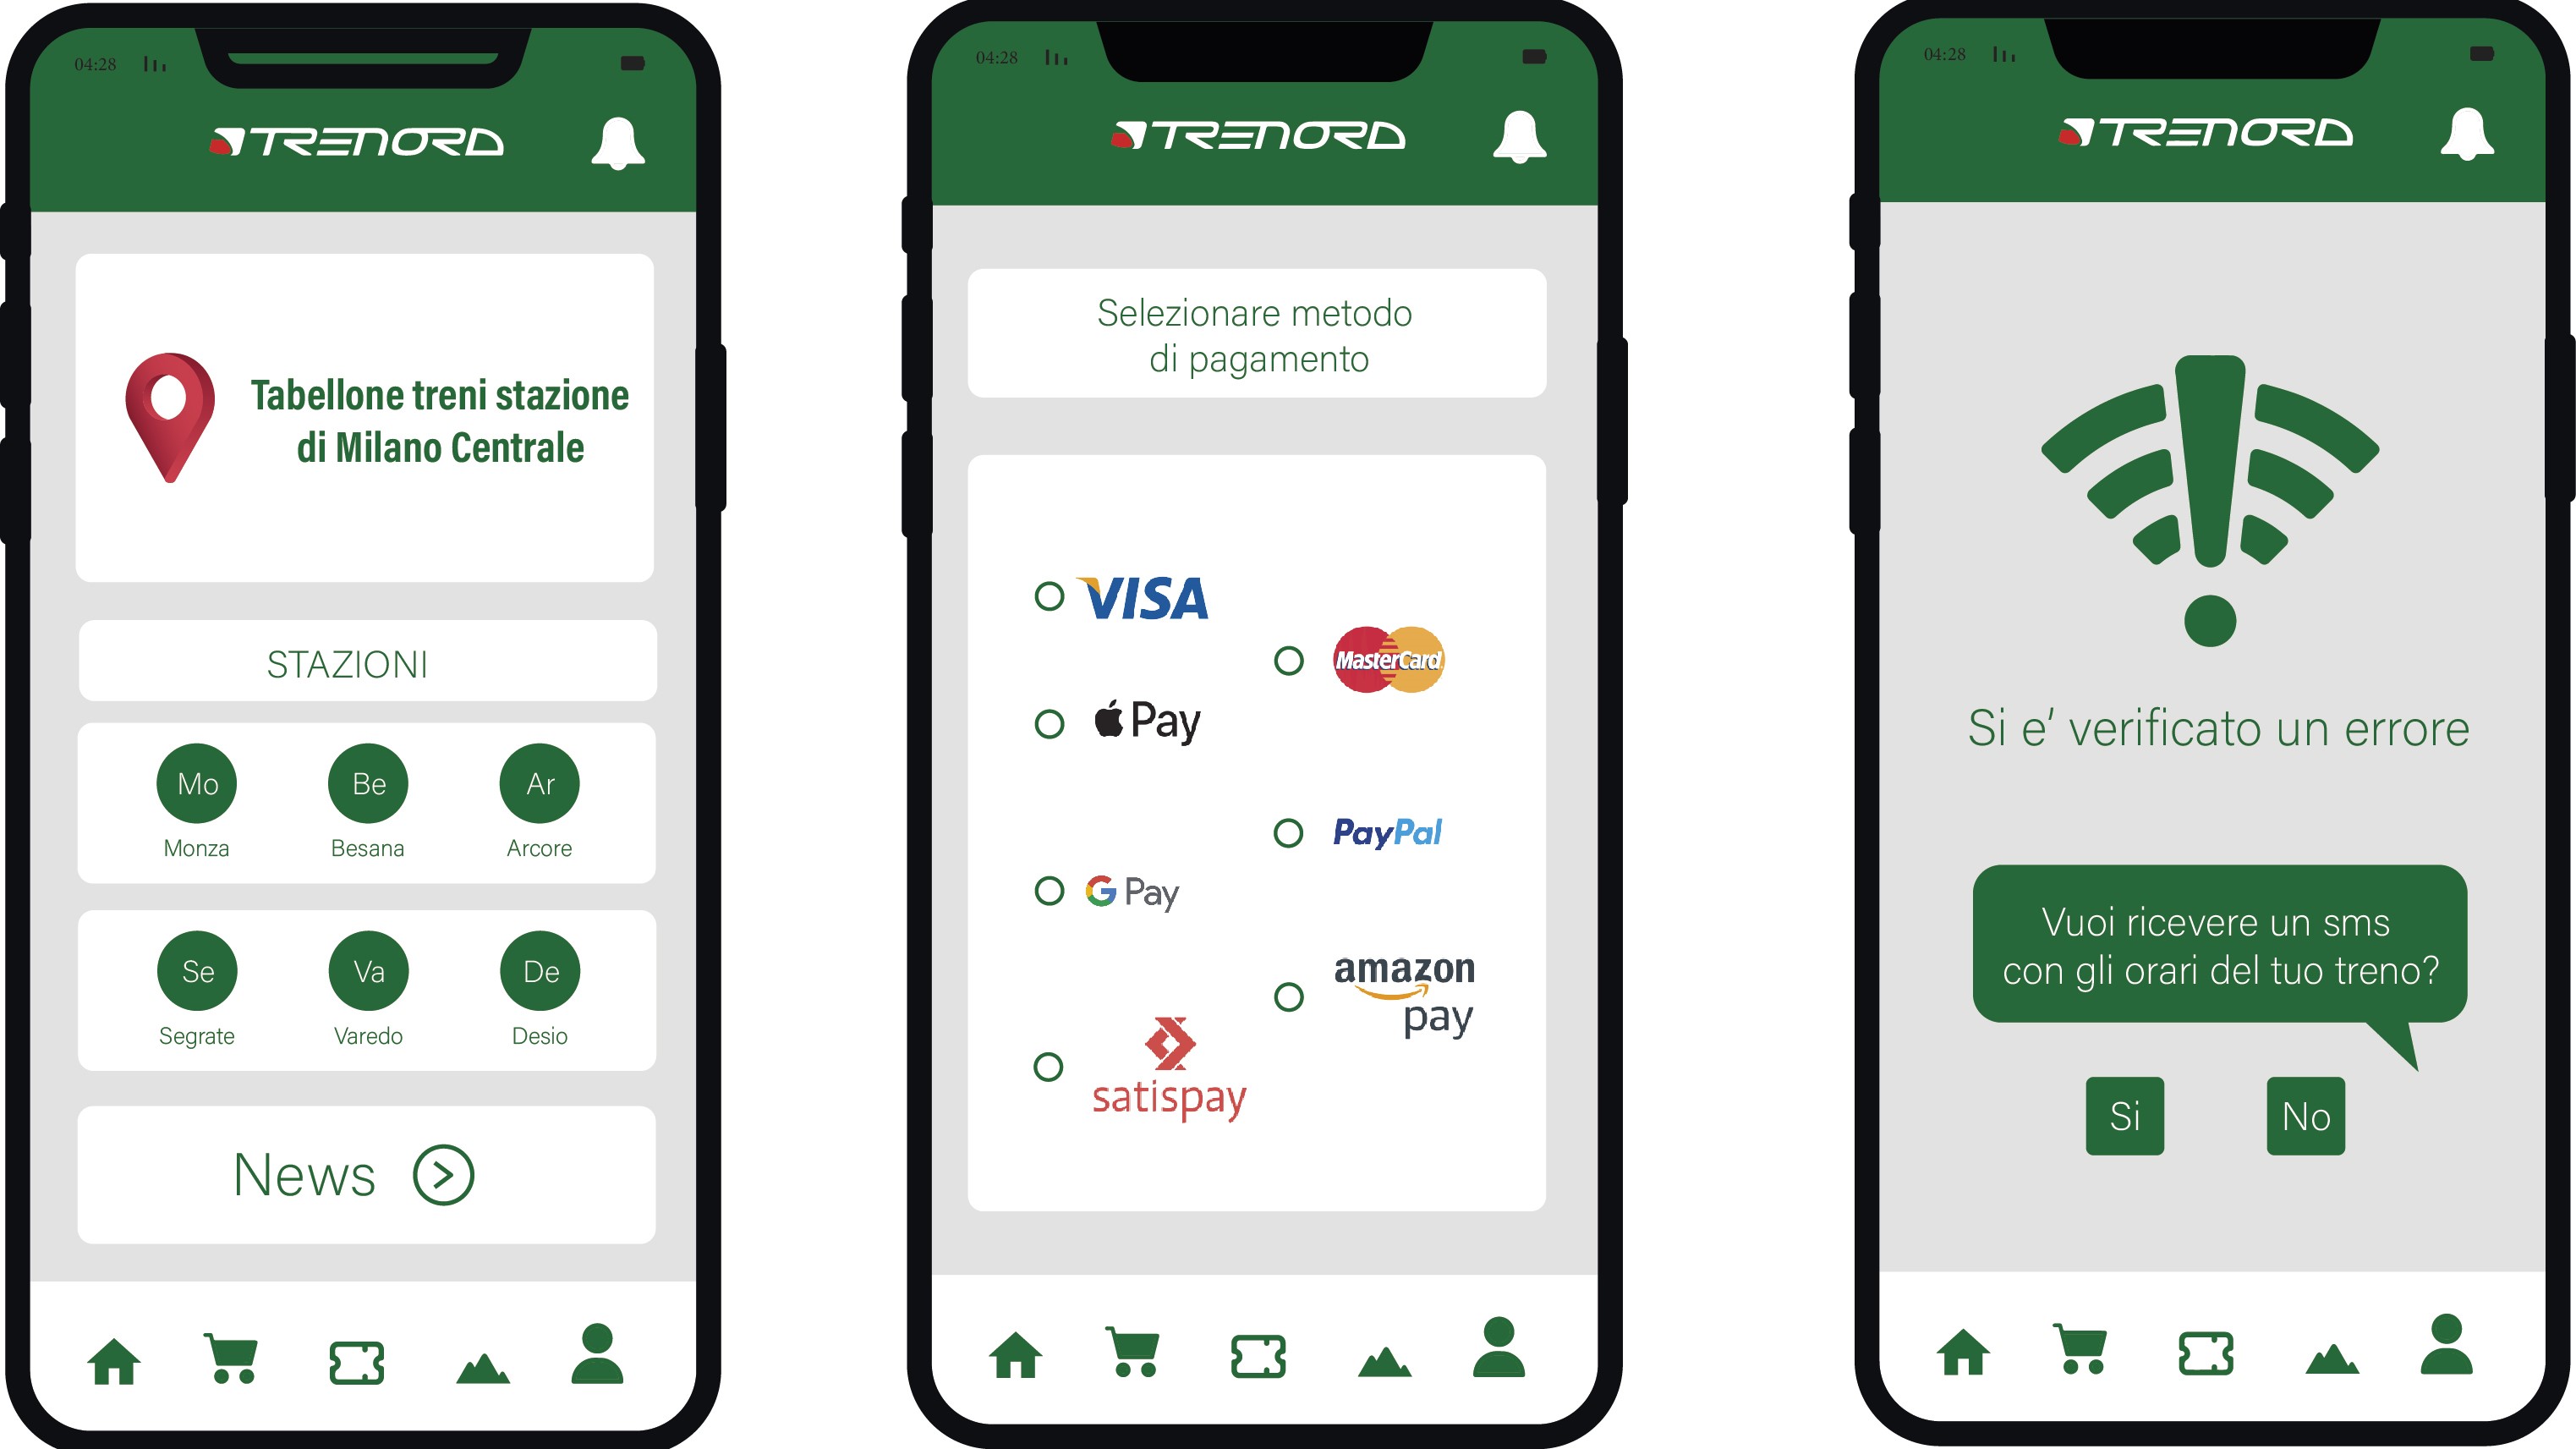 04:28
TRENORD
Tabellone treni stazione
di Milano Centrale
STAZIONI
Mo
Be
Ar
Monza
Besana
Arcore
Se
Va
De
Segrate
Varedo
Desio
News
04:28
TRENORD
Selezionare metodo
di pagamento
VISA
MasterCard
Pay
PayPal
G Pay
amazon
pay
satispay
04:28
TRENORD
Si e’ verificato un errore
Vuoi ricevere un sms
con gli orari del tuo treno?
Si
No